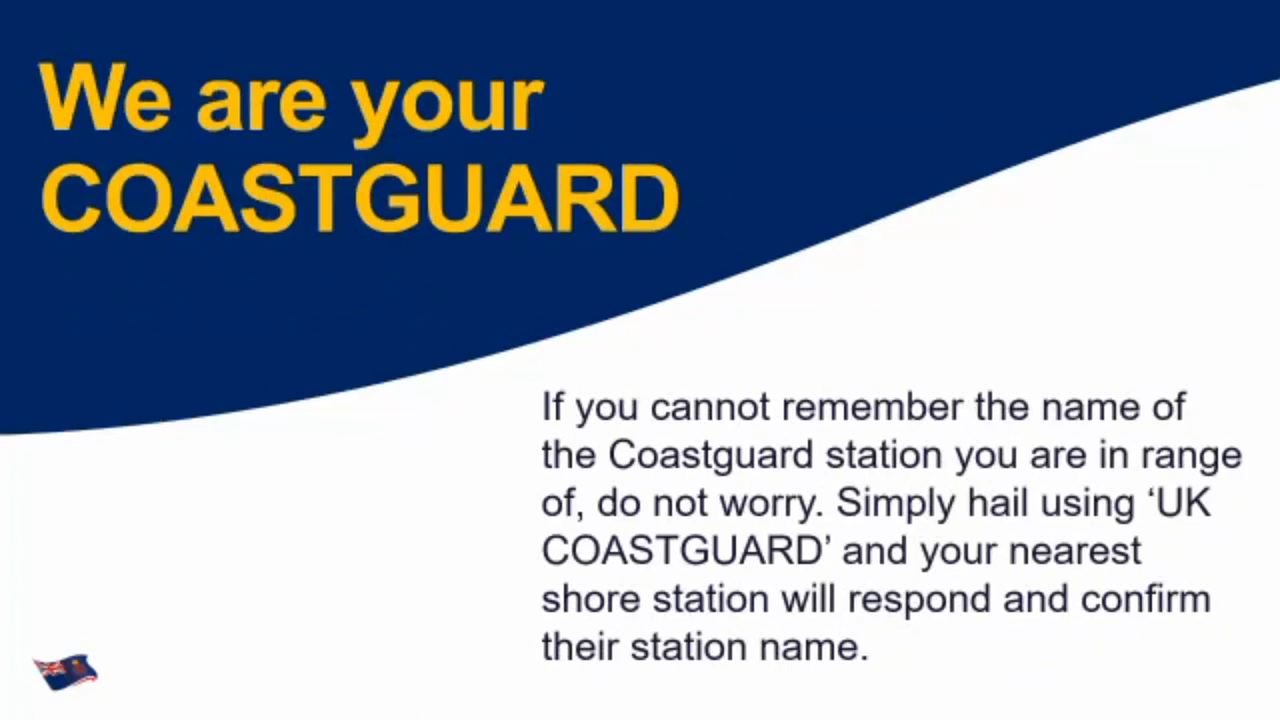 We are your
COASTGUARD
If you cannot remember the name of
the Coastguard station you are in range
of, do not worry. Simply hail using ‘UK
COASTGUARD’ and your nearest
shore station will respond and confirm
their station name.